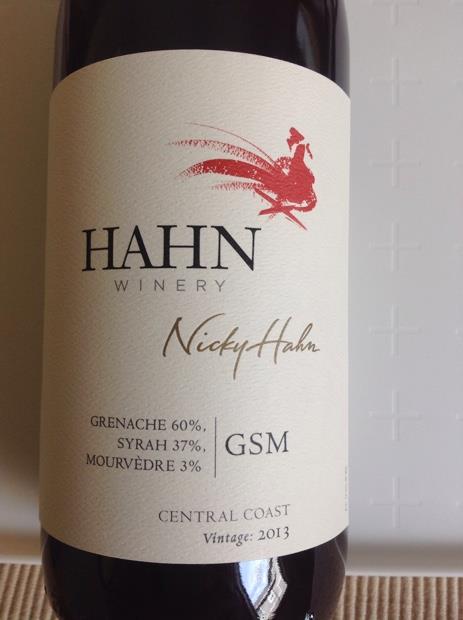 HAHN
WINERY
Nicky Hahn
GRENACHE 60%,
SYRAH 37%,
MOURVÈDRE 3%
GSM
CENTRAL COAST
Vintage: 2013